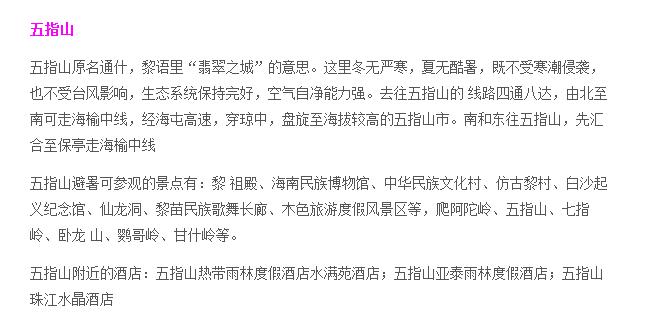 五指山
五指山原名通什，黎语里“翡翠之城”的意思。这里冬无严寒，夏无酷暑，既不受寒潮侵袭，
也不受台风影响，生态系统保持完好，空气自净能力强。去往五指山的 线路四通八达，由北至
南可走海榆中线，经海屯高速，穿琼中，盘旋至海拔较高的五指山市。南和东往五指山，先汇
合至保亭走海榆中线
五指山避暑可参观的景点有：黎 祖殿、海南民族博物馆、中华民族文化村、仿古黎村、白沙起
义纪念馆、仙龙洞、黎苗民族歌舞长廊、木色旅游度假风景区等，爬阿陀岭、五指山、七指
岭、卧龙 山、鹦哥岭、甘什岭等。
五指山附近的酒店：五指山热带雨林度假酒店水满苑酒店；五指山亚泰雨林度假酒店；五指山
珠江水晶酒店